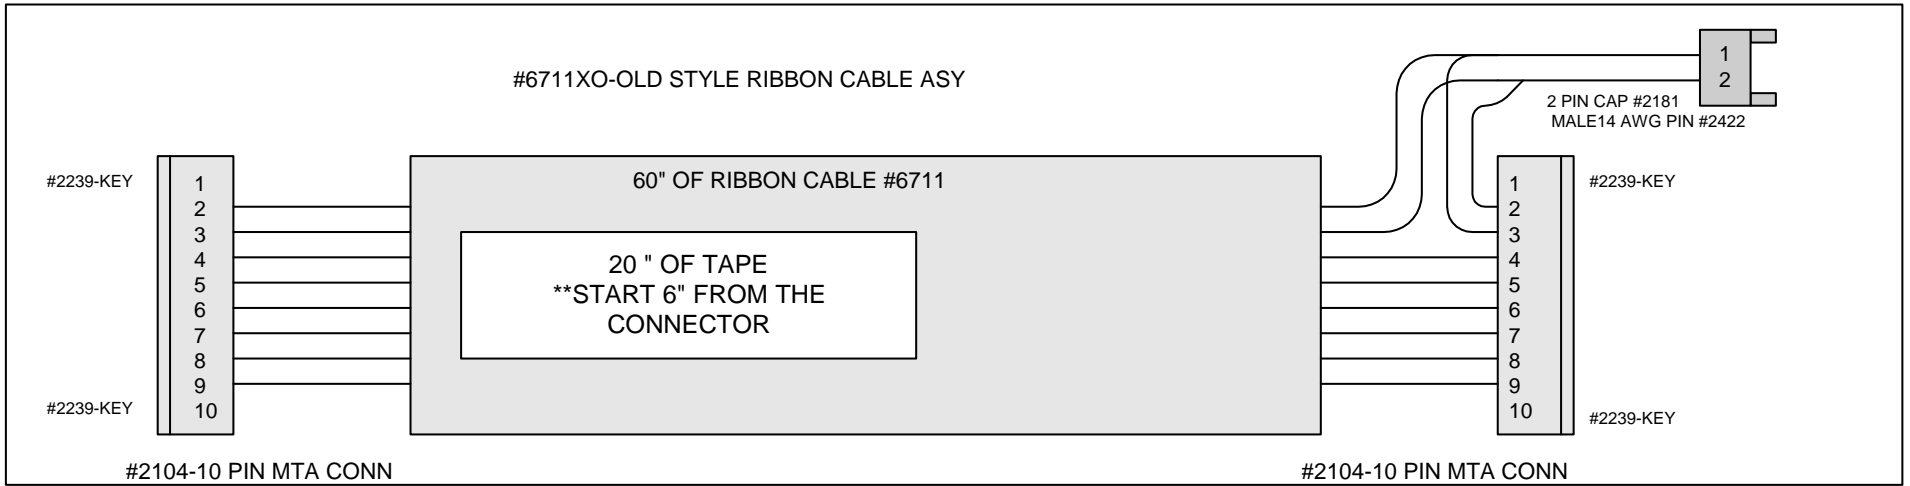 #6711XO-OLD STYLE RIBBON CABLE ASY
1
2
2 PIN CAP #2181
MALE14 AWG PIN #2422
#2239-KEY
1
2
3
4
5
6
7
8
9
10
#2239-KEY
#2104-10 PIN MTA CONN
60" OF RIBBON CABLE #6711
20 " OF TAPE
**START 6" FROM THE
CONNECTOR
1
2
3
4
5
6
7
8
9
10
#2239-KEY
#2239-KEY
#2104-10 PIN MTA CONN